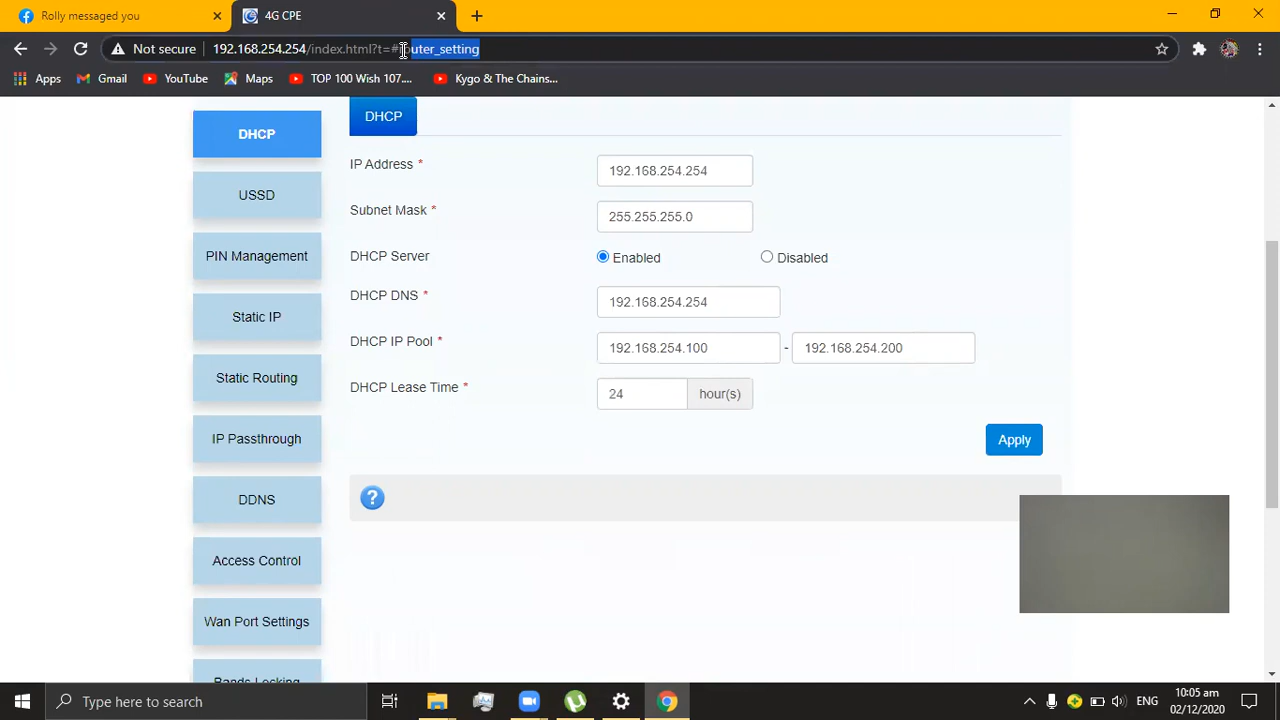 Rolly messaged you
4G CPE
Not secure
192.168.254.254/index.html?t=#router_setting
Apps
Gmail
YouTube
Maps
TOP 100 Wish 107....
Kygo & The Chains...
DHCP
USSD
PIN Management
Static IP
Static Routing
IP Passthrough
DDNS
Access Control
Wan Port Settings
Bands Locking
DHCP
IP Address *
192.168.254.254
Subnet Mask *
255.255.255.0
DHCP Server
Enabled
Disabled
DHCP DNS *
192.168.254.254
DHCP IP Pool *
192.168.254.100 - 192.168.254.200
DHCP Lease Time *
24 hour(s)
Apply
?
Type here to search
ENG
10:05 am
02/12/2020